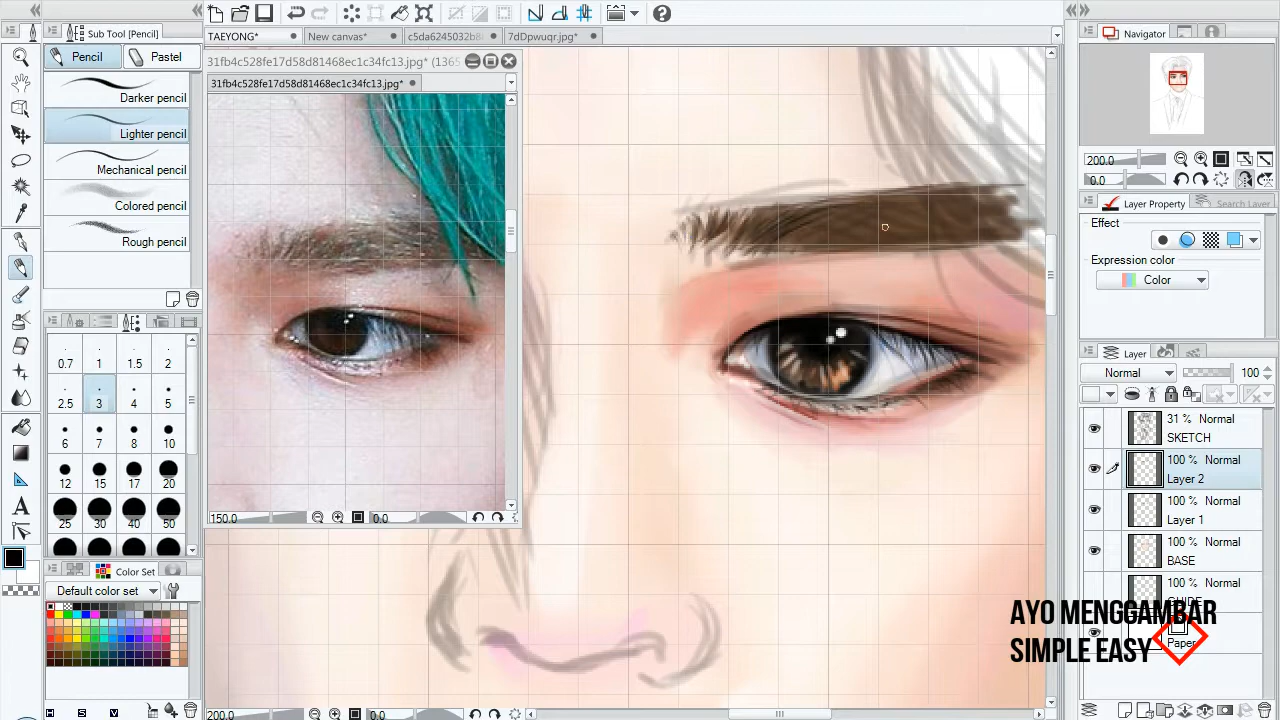 Sub Tool [Pencil]
Pencil
Pastel
Darker pencil
Lighter pencil
Mechanical pencil
Colored pencil
Rough pencil
0.7 1 1.5 2
2.5 3 4 5
6 7 8 10
12 15 17 20
25 30 40 50
Color Set
Default color set
TAEYONG*
New canvas*
c5da6245032b8
7dDpwuqr.jpg*
31fb4c528fe17d58d81468ec1c34fc13.jpg* (1365
31fb4c528fe17d58d81468ec1c34fc13.jpg*
150.0
0.0
200.0
0.0
Navigator
200.0
0.0
Layer Property
Search Layer
Effect
Expression color
Color
Layer
Normal
100
31 % Normal
SKETCH
100 % Normal
Layer 2
100 % Normal
Layer 1
100 % Normal
BASE
100 % Normal
GUIDE
Paper
AYO MENGGAMBAR
SIMPLE EASY